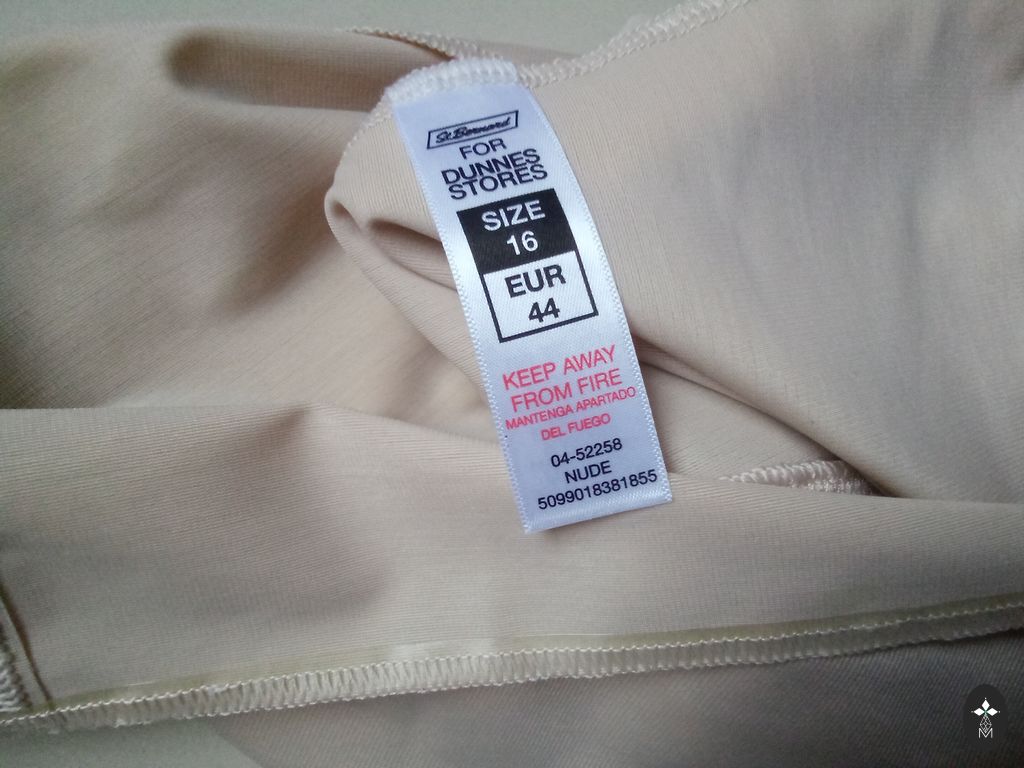 St. Bernard
FOR
DUNNES
STORES
SIZE
16
EUR
44
KEEP AWAY
FROM FIRE
MANTENGA APARTADO
DEL FUEGO
04-52258
NUDE
5099018381855
M